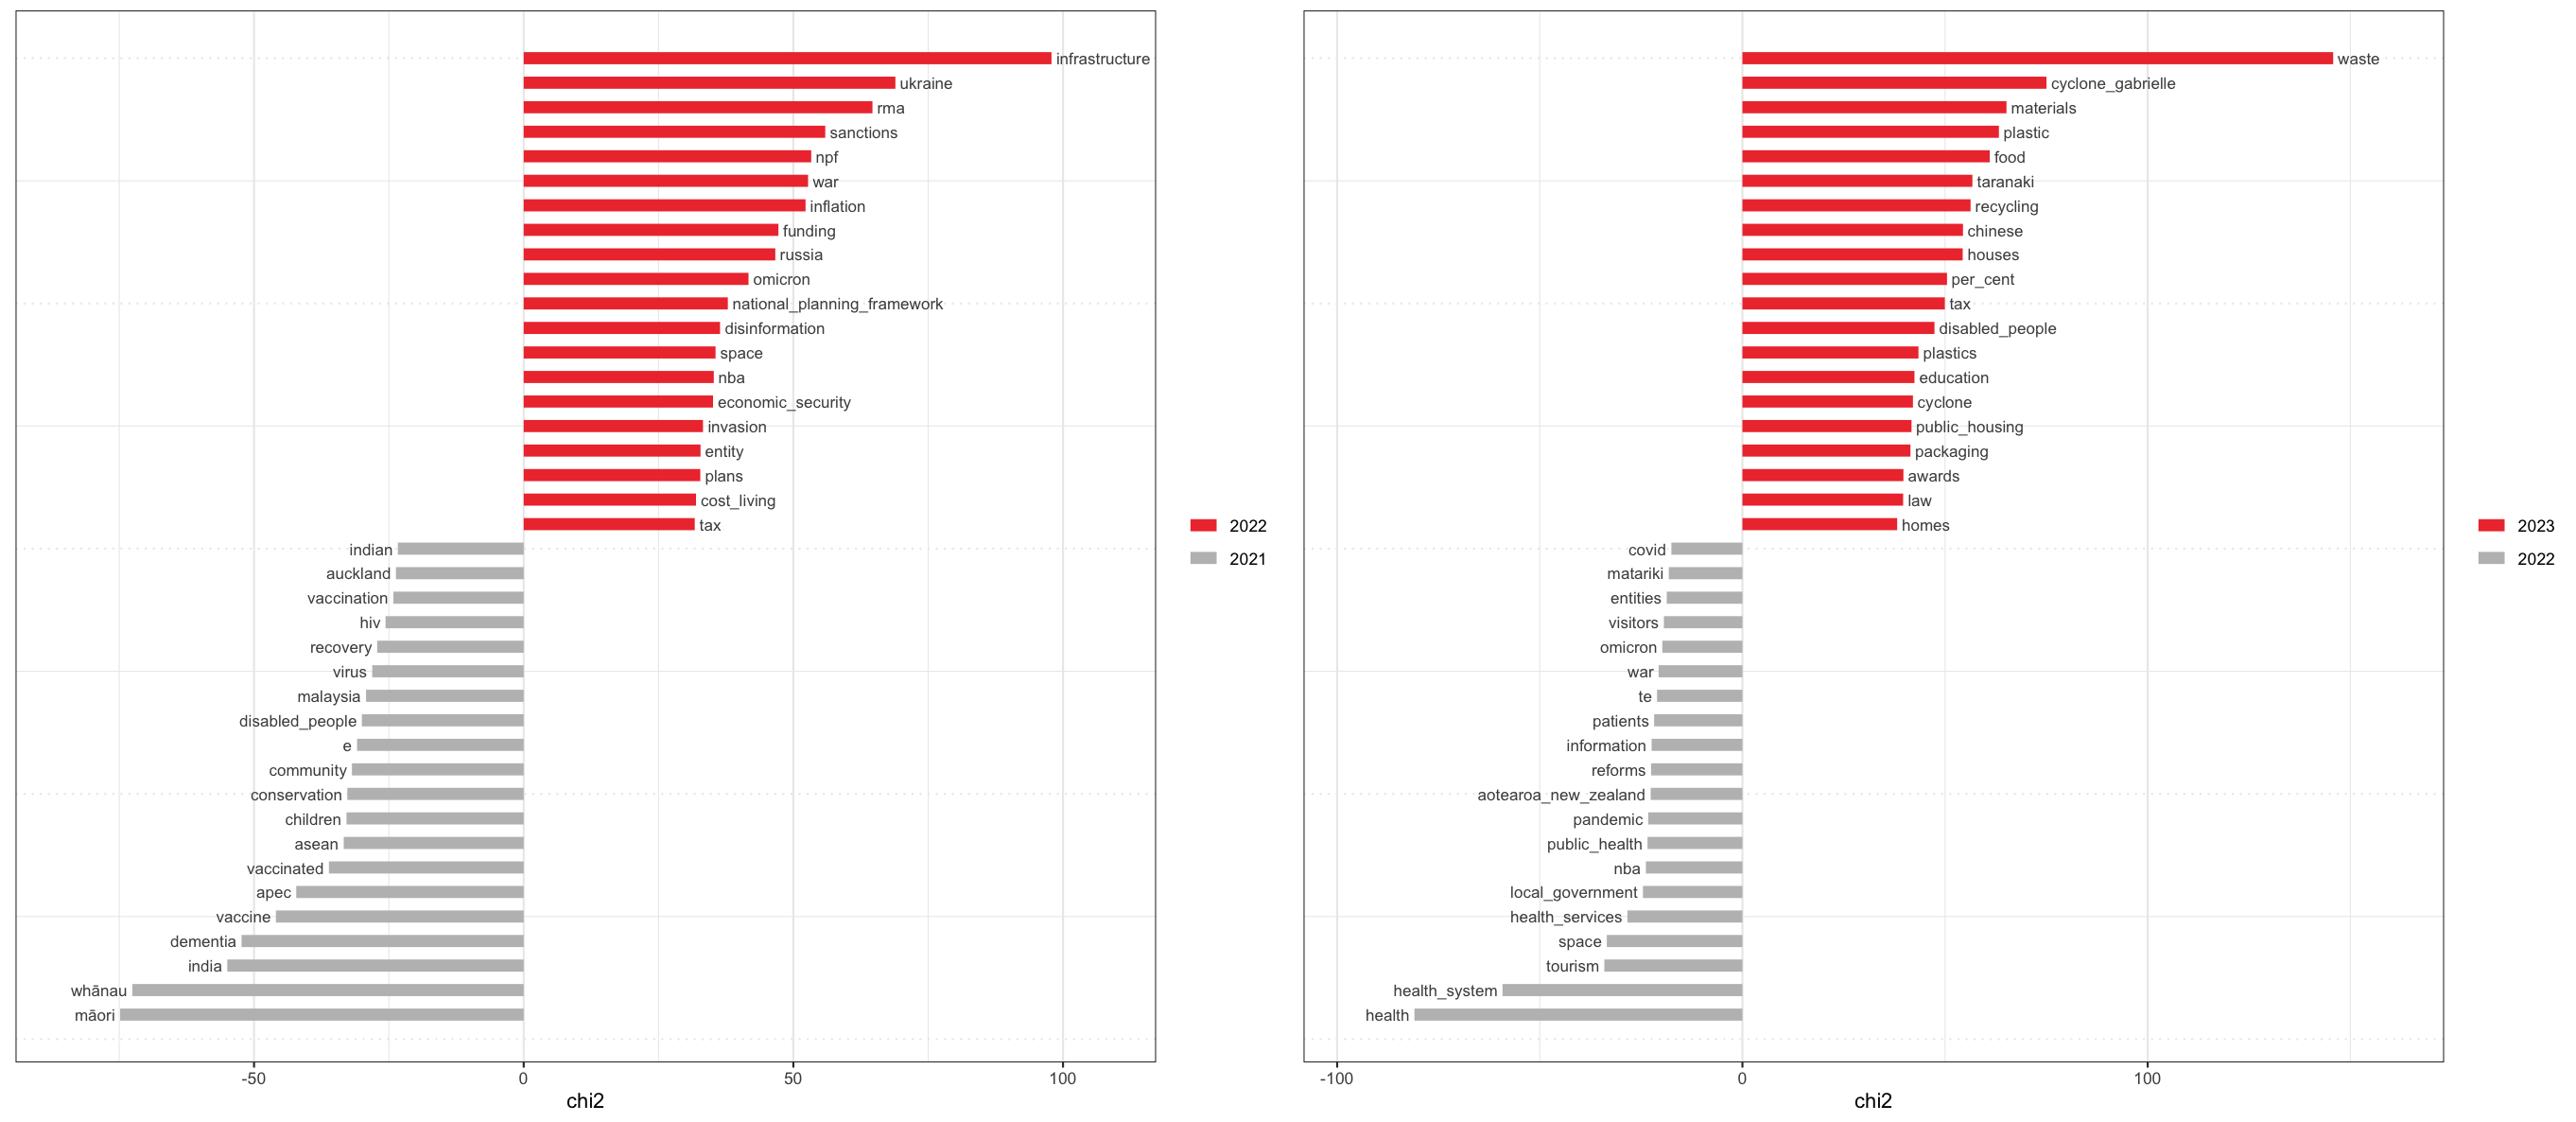 infrastructure
ukraine
rma
sanctions
npf
war
inflation
funding
russia
omicron
national_planning_framework
disinformation
space
nba
economic_security
invasion
entity
plans
cost_living
tax
indian
auckland
vaccination
hiv
recovery
virus
malaysia
disabled_people
e
community
conservation
children
asean
vaccinated
apec
vaccine
dementia
india
whānau
māori
-50
0
50
100
chi2
2022
2021
waste
cyclone_gabrielle
materials
plastic
food
taranaki
recycling
chinese
houses
per_cent
tax
disabled_people
plastics
education
cyclone
public_housing
packaging
awards
law
homes
covid
matariki
entities
visitors
omicron
war
te
patients
information
reforms
aotearoa_new_zealand
pandemic
public_health
nba
local_government
health_services
space
tourism
health_system
health
-100
0
100
chi2
2023
2022